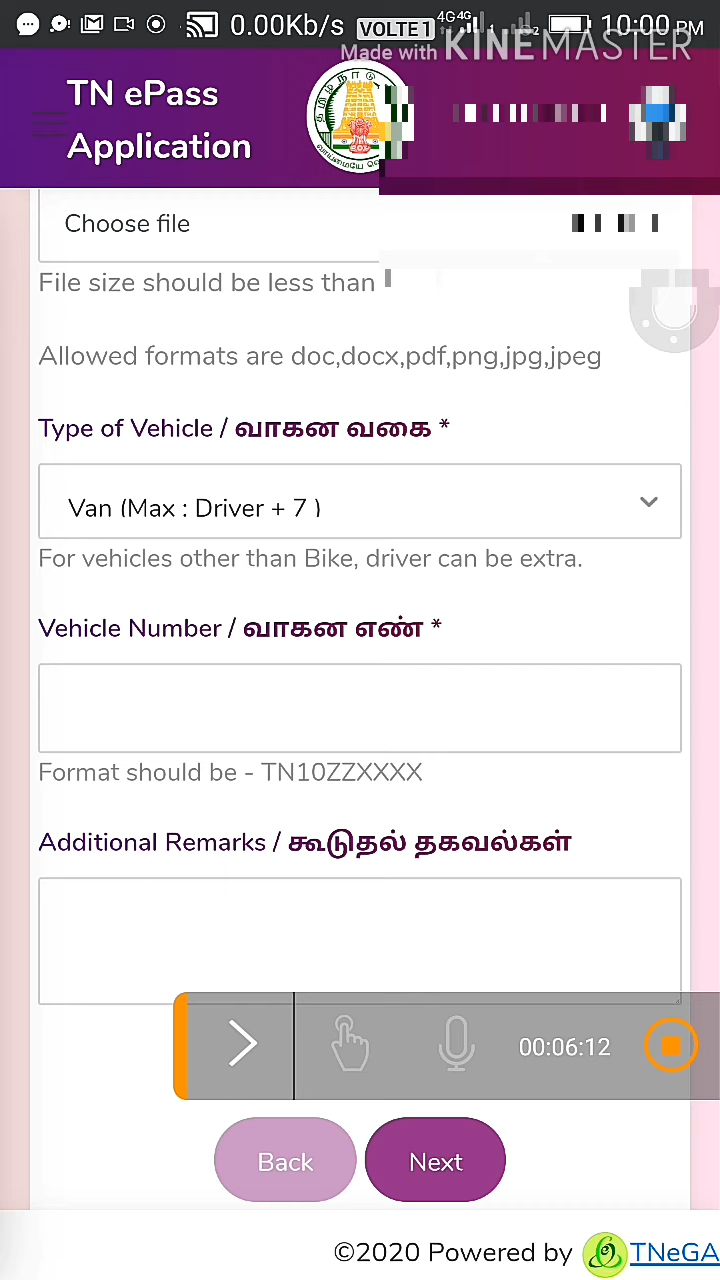 0.00Kb/s VOLTE1 4G 4G 1 2 10:00 PM
Made with KINEMASTER
TN ePass
Application
Choose file
File size should be less than
Allowed formats are doc,docx,pdf,png,jpg,jpeg
Type of Vehicle / வாகன வகை *
Van (Max : Driver + 7 )
For vehicles other than Bike, driver can be extra.
Vehicle Number / வாகன எண் *
Format should be - TN10ZZXXXX
Additional Remarks / கூடுதல் தகவல்கள்
00:06:12
Back Next
©2020 Powered by TNeGA